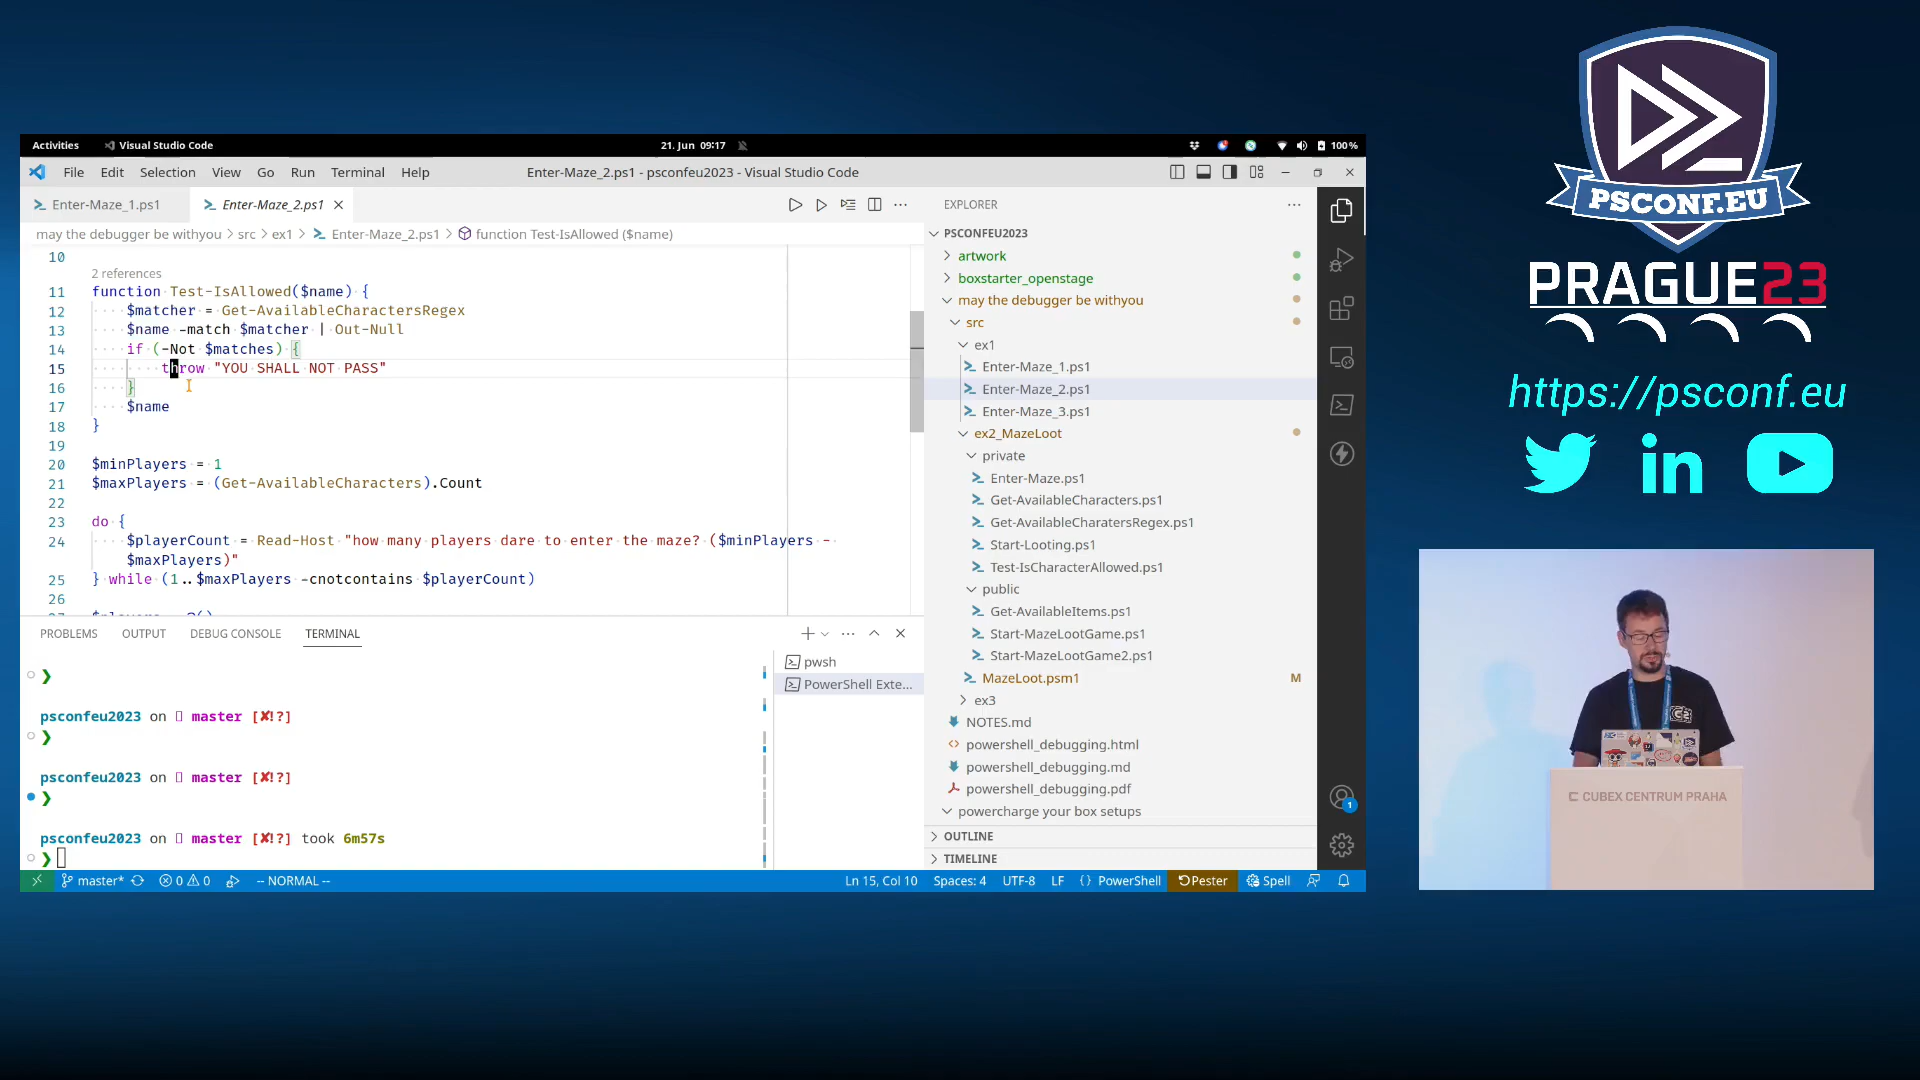 Activities
Visual Studio Code
21. Jun 09:17
100 %
File Edit Selection View Go Run Terminal Help
Enter-Maze_2.ps1 - psconfeu2023 - Visual Studio Code
Enter-Maze_1.ps1
Enter-Maze_2.ps1
may the debugger be withyou > src > ex1 > Enter-Maze_2.ps1 > function Test-IsAllowed ($name)
10
2 references
11 function Test-IsAllowed($name) {
12 $matcher = Get-AvailableCharactersRegex
13 $name -match $matcher | Out-Null
14 if (-Not $matches) {
15 throw "YOU SHALL NOT PASS"
16 }
17 $name
18 }
19
20 $minPlayers = 1
21 $maxPlayers = (Get-AvailableCharacters).Count
22
23 do {
24 $playerCount = Read-Host "how many players dare to enter the maze? ($minPlayers -
$maxPlayers)"
25 } while (1..$maxPlayers -cnotcontains $playerCount)
26
PROBLEMS OUTPUT DEBUG CONSOLE TERMINAL
❯
psconfeu2023 on master [✘!?]
❯
psconfeu2023 on master [✘!?]
❯
psconfeu2023 on master [✘!?] took 6m57s
❯
pwsh
PowerShell Exte...
EXPLORER
PSCONFEU2023
artwork
boxstarter_openstage
may the debugger be withyou
src
ex1
Enter-Maze_1.ps1
Enter-Maze_2.ps1
Enter-Maze_3.ps1
ex2_MazeLoot
private
Enter-Maze.ps1
Get-AvailableCharacters.ps1
Get-AvailableCharatersRegex.ps1
Start-Looting.ps1
Test-IsCharacterAllowed.ps1
public
Get-AvailableItems.ps1
Start-MazeLootGame.ps1
Start-MazeLootGame2.ps1
MazeLoot.psm1 M
ex3
NOTES.md
powershell_debugging.html
powershell_debugging.md
powershell_debugging.pdf
powercharge your box setups
OUTLINE
TIMELINE
1
master* 0 0 -- NORMAL --
Ln 15, Col 10 Spaces: 4 UTF-8 LF {} PowerShell Pester Spell
PSCONF.EU
PRAGUE23
https://psconf.eu
in
CUBEX CENTRUM PRAHA